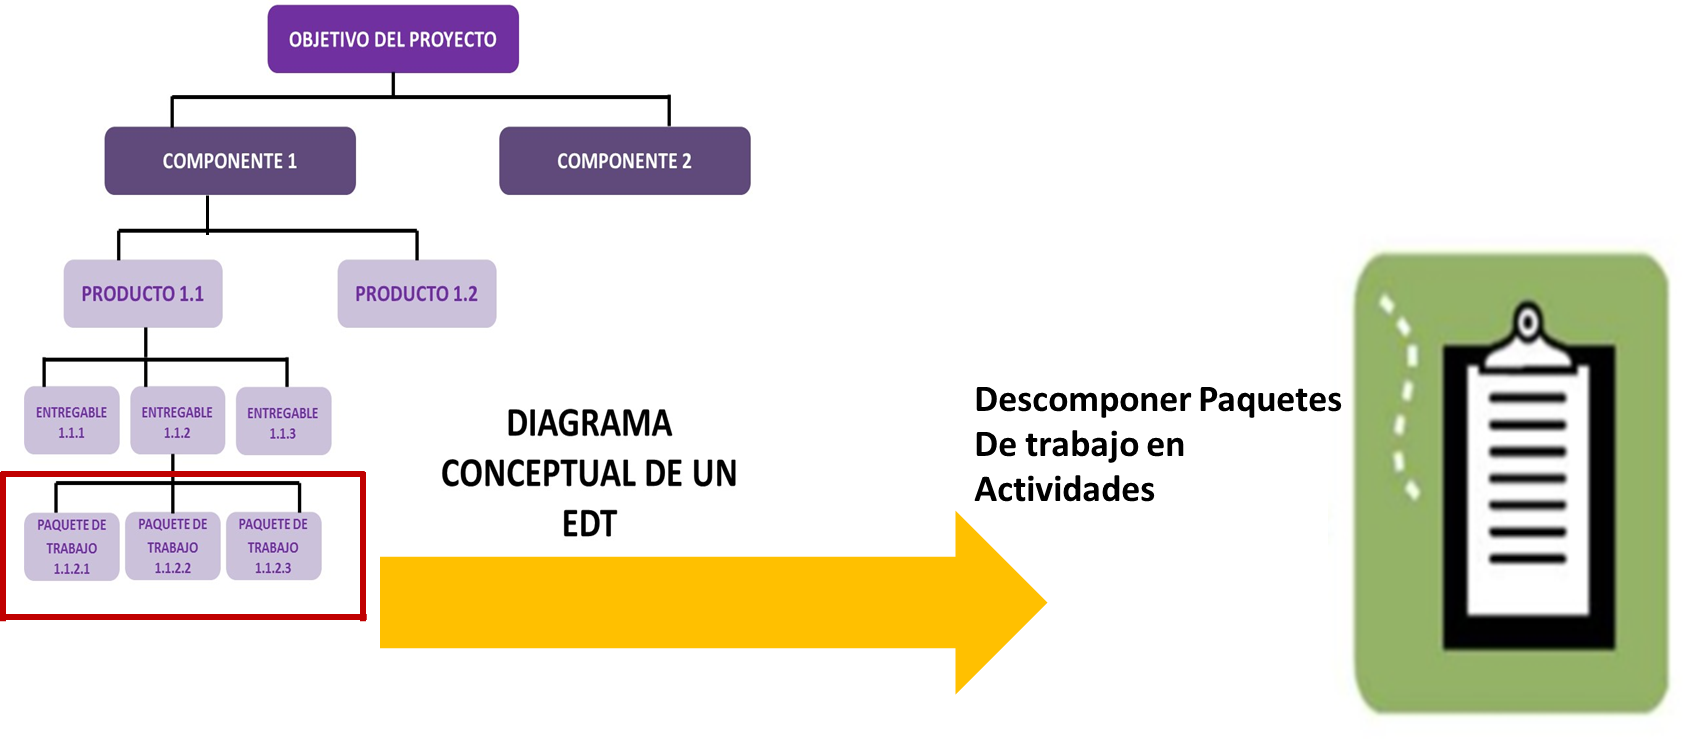 OBJETIVO DEL PROYECTO
COMPONENTE 1
COMPONENTE 2
PRODUCTO 1.1
PRODUCTO 1.2
ENTREGABLE
1.1.1
ENTREGABLE
1.1.2
ENTREGABLE
1.1.3
PAQUETE DE
TRABAJO
1.1.2.1
PAQUETE DE
TRABAJO
1.1.2.2
PAQUETE DE
TRABAJO
1.1.2.3
DIAGRAMA
CONCEPTUAL DE UN
EDT
Descomponer Paquetes
De trabajo en
Actividades